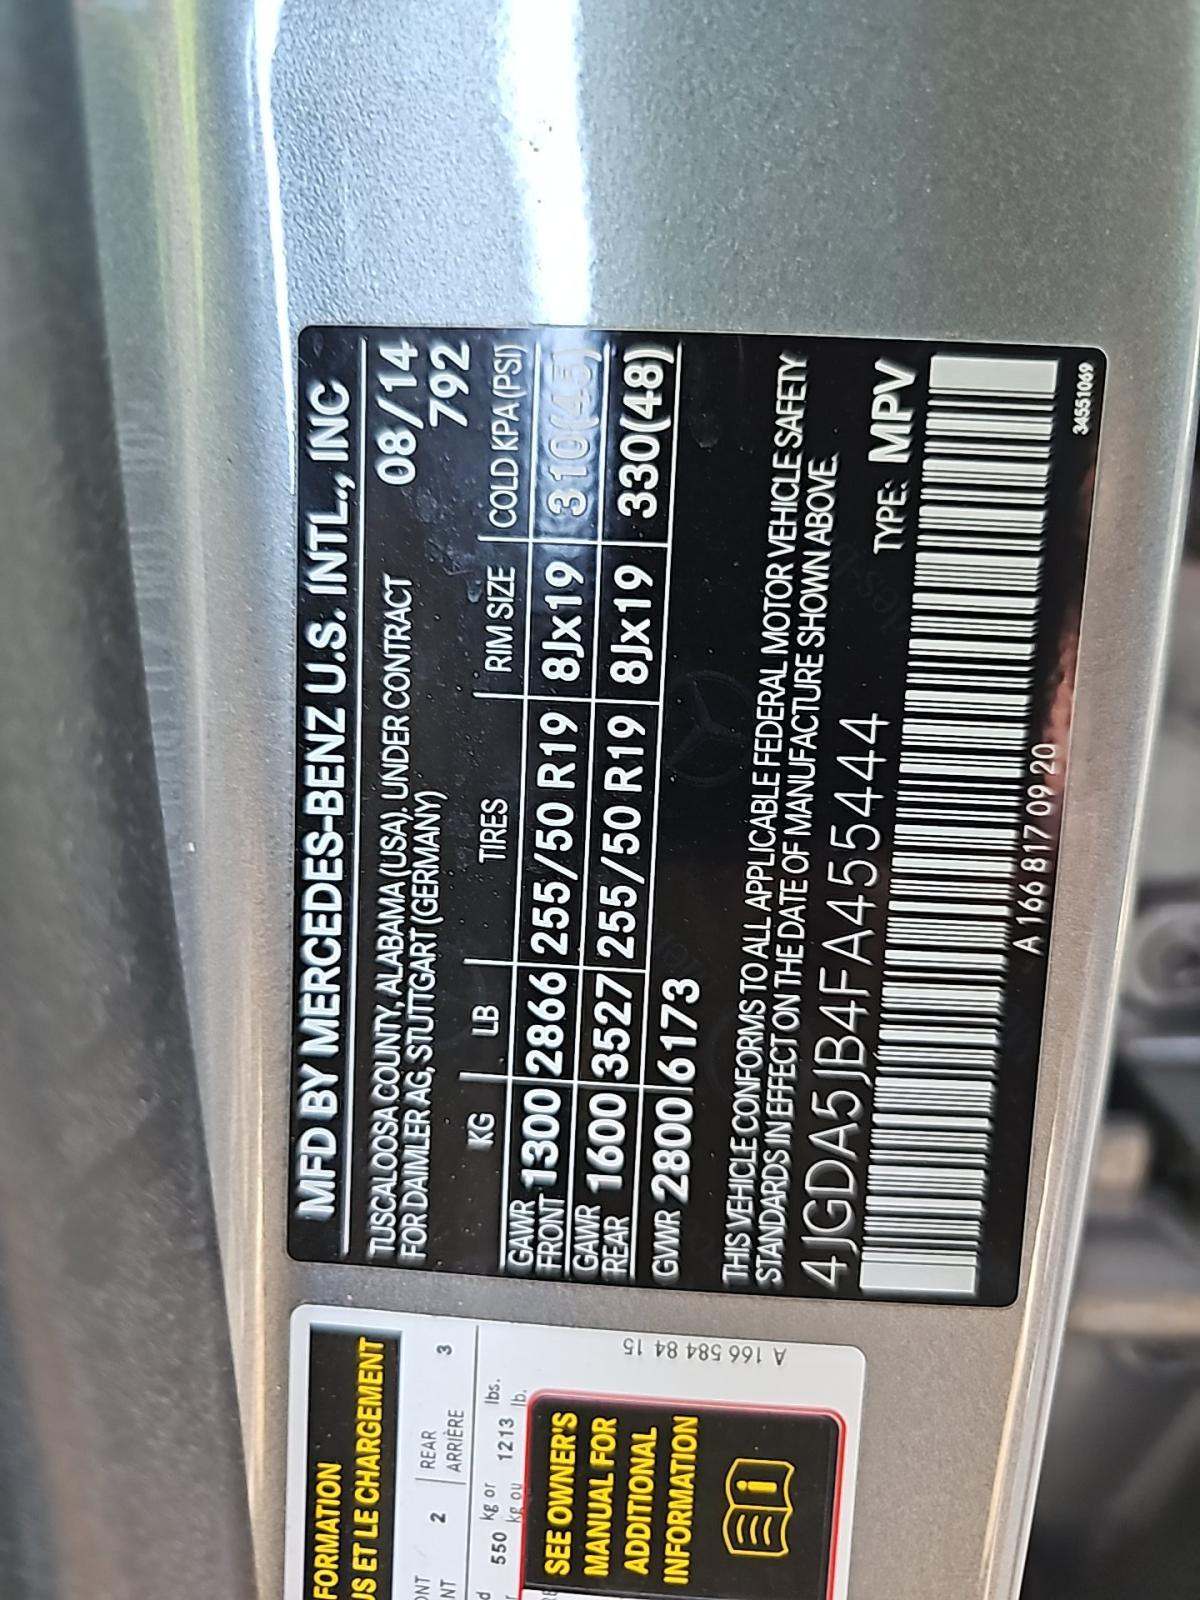 MFD BY MERCEDES-BENZ U.S. INTL., INC
TUSCALOOSA COUNTY, ALABAMA (USA), UNDER CONTRACT 08/14
FOR DAIMLER AG, STUTTGART (GERMANY) 792
KG LB TIRES RIM SIZE COLD KPA (PSI)
GAWR FRONT 1300 2866 255/50 R19 8Jx19 310(45)
GAWR REAR 1600 3527 255/50 R19 8Jx19 330(48)
GVWR 2800 6173
THIS VEHICLE CONFORMS TO ALL APPLICABLE FEDERAL MOTOR VEHICLE SAFETY
STANDARDS IN EFFECT ON THE DATE OF MANUFACTURE SHOWN ABOVE.
4JGDA5JB4FA455444 TYPE: MPV
A 166 817 09 20
34551069
FORMATION
US ET LE CHARGEMENT
2 REAR 3
ARRIÈRE
550 kg or 1213 lbs.
kg ou lb.
SEE OWNER'S
MANUAL FOR
ADDITIONAL
INFORMATION
A 166 584 84 15